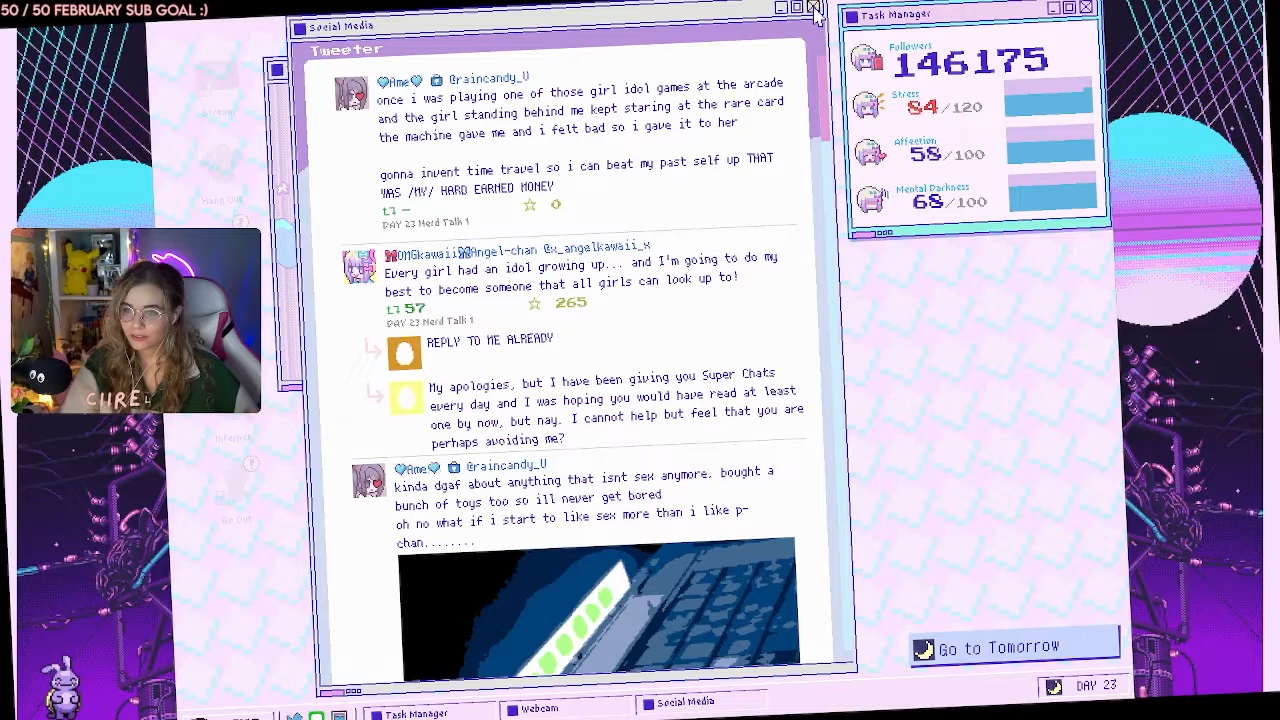 50 / 50 FEBRUARY SUB GOAL :)
Social Media
Tweeter
Ame @raincandy_U
once i was playing one of those girl idol games at the arcade
and the girl standing behind me kept staring at the rare card
the machine gave me and i felt bad so i gave it to her
gonna invent time travel so i can beat my past self up THAT
WAS /MY/ HARD EARNED MONEY
- 0
DAY 23 Nerd Talk 1
OMGkawaii Angel-chan @x_angelkawaii_x
Every girl had an idol growing up... and I'm going to do my
best to become someone that all girls can look up to!
57 265
DAY 23 Nerd Talk 1
REPLY TO ME ALREADY
My apologies, but I have been giving you Super Chats
every day and I was hoping you would have read at least
one by now, but nay. I cannot help but feel that you are
perhaps avoiding me?
Ame @raincandy_U
kinda dgaf about anything that isnt sex anymore. bought a
bunch of toys too so ill never get bored
oh no what if i start to like sex more than i like p-
chan........
Task Manager
Followers
146175
Stress
84/120
Affection
58/100
Mental Darkness
68/100
Stream
Hang Out
Internet
Go Out
Go to Tomorrow
Task Manager
Webcam
Social Media
DAY 23